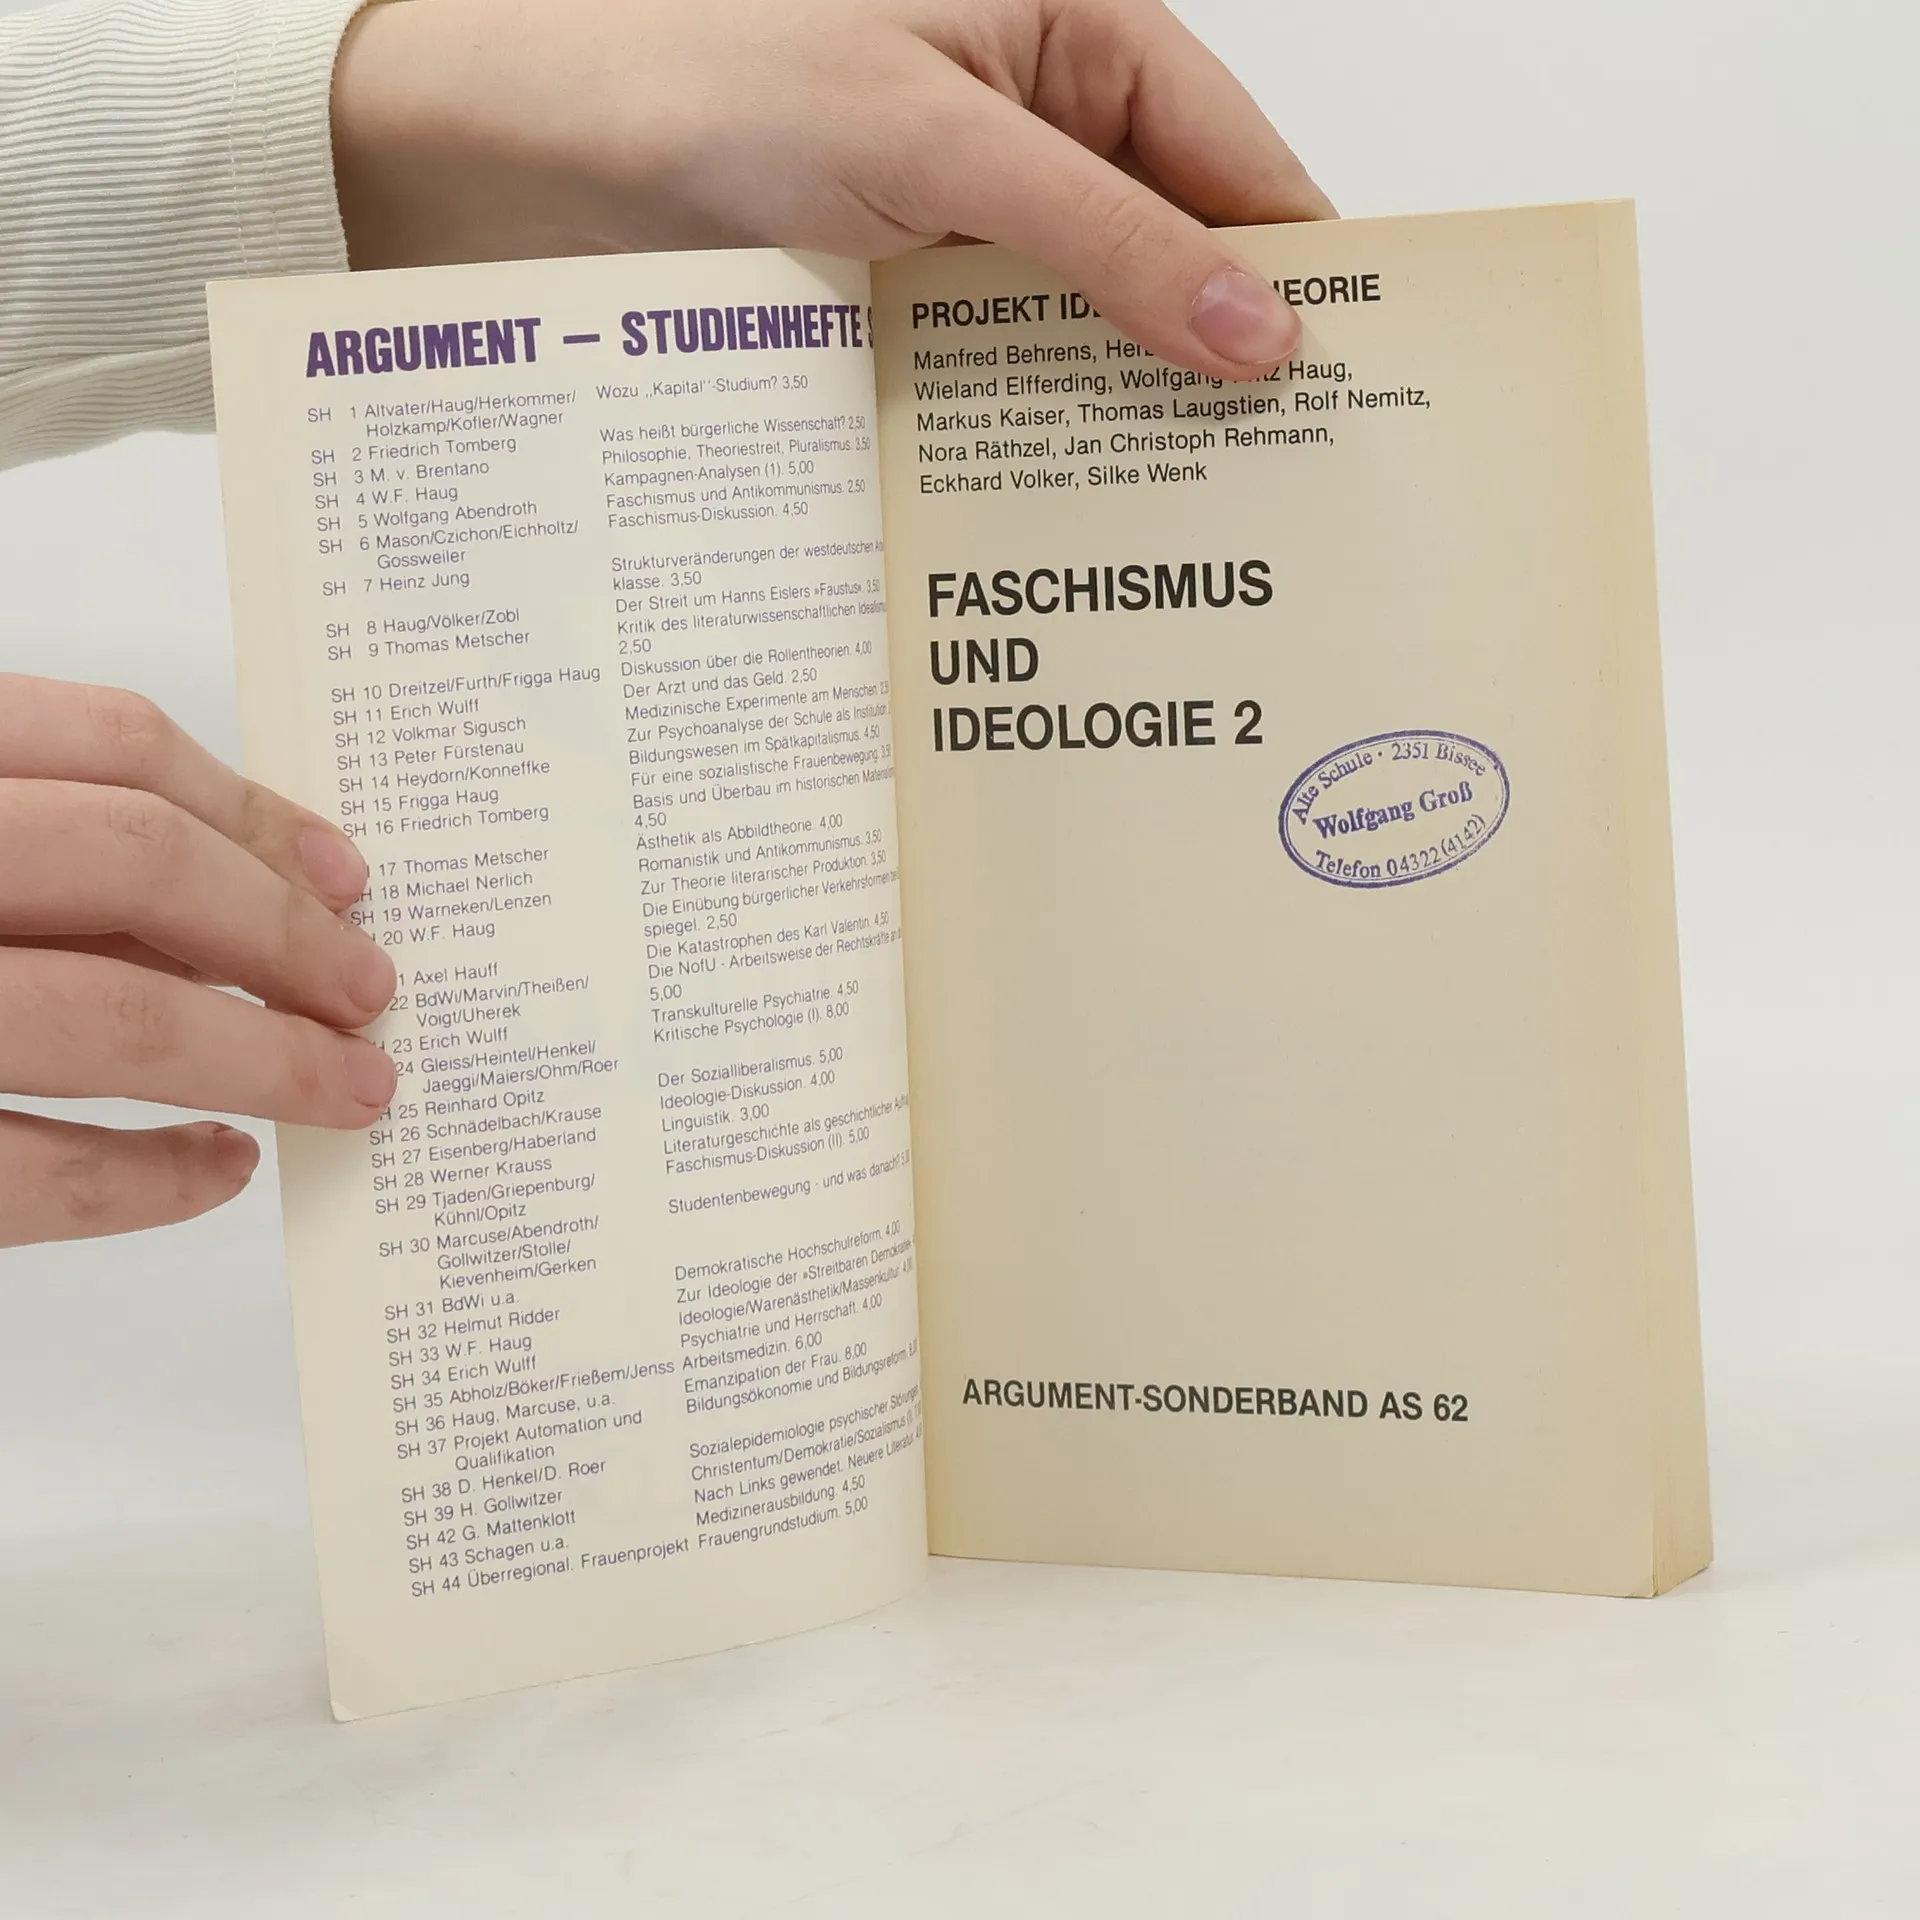 ARGUMENT — STUDIENHEFTE
SH 1 Altvater/Haug/Herkommer/
Holzkamp/Kofler/Wagner
Wozu „Kapital"-Studium? 3,50
SH 2 Friedrich Tomberg
Was heißt bürgerliche Wissenschaft? 2,50
SH 3 M. v. Brentano
Philosophie, Theoriestreit, Pluralismus. 3,50
SH 4 W.F. Haug
Kampagnen-Analysen (1). 5,00
SH 5 Wolfgang Abendroth
Faschismus und Antikommunismus. 2,50
SH 6 Mason/Czichon/Eichholtz/
Gossweiler
Faschismus-Diskussion. 4,50
SH 7 Heinz Jung
Strukturveränderungen der westdeutschen
klasse. 3,50
SH 8 Haug/Völker/Zobl
Der Streit um Hanns Eislers »Faustus«. 3,50
SH 9 Thomas Metscher
Kritik des literaturwissenschaftlichen
2,50
SH 10 Dreitzel/Furth/Frigga Haug
Diskussion über die Rollentheorien. 4,00
SH 11 Erich Wulff
Der Arzt und das Geld. 2,50
SH 12 Volkmar Sigusch
Medizinische Experimente am Menschen
SH 13 Peter Fürstenau
Zur Psychoanalyse der Schule als Institution
SH 14 Heydorn/Konneffke
Bildungswesen im Spätkapitalismus. 4,50
SH 15 Frigga Haug
Für eine sozialistische Frauenbewegung.
SH 16 Friedrich Tomberg
Basis und Überbau im historischen
4,50
17 Thomas Metscher
Ästhetik als Abbildtheorie. 4,00
18 Michael Nerlich
Romanistik und Antikommunismus. 3,50
SH 19 Warneken/Lenzen
Zur Theorie literarischer Produktion. 3,50
20 W.F. Haug
Die Einübung bürgerlicher Verkehrsformen
spiegel. 2,50
1 Axel Hauff
Die Katastrophen des Karl Valentin. 4,50
22 BdWi/Marvin/Theißen/
Voigt/Uherek
Die NofU - Arbeitsweise der Rechtskräfte
5,00
23 Erich Wulff
Transkulturelle Psychiatrie. 4,50
24 Gleiss/Heintel/Henkel/
Jaeggi/Maiers/Ohm/Roer
Kritische Psychologie (I). 8,00
25 Reinhard Opitz
Der Sozialliberalismus. 5,00
SH 26 Schnädelbach/Krause
Ideologie-Diskussion. 4,00
SH 27 Eisenberg/Haberland
Linguistik. 3,00
SH 28 Werner Krauss
Literaturgeschichte als geschichtlicher
SH 29 Tjaden/Griepenburg/
Kühnl/Opitz
Faschismus-Diskussion (II). 5,00
SH 30 Marcuse/Abendroth/
Gollwitzer/Stolle/
Kievenheim/Gerken
Studentenbewegung - und was danach?
SH 31 BdWi u.a.
Demokratische Hochschulreform. 4,00
SH 32 Helmut Ridder
Zur Ideologie der »Streitbaren
SH 33 W.F. Haug
Ideologie/Warenästhetik/Massenkultur.
SH 34 Erich Wulff
Psychiatrie und Herrschaft. 4,00
SH 35 Abholz/Böker/Frießem/Jenss
Arbeitsmedizin. 6,00
SH 36 Haug, Marcuse, u.a.
Emanzipation der Frau. 8,00
SH 37 Projekt Automation und
Qualifikation
Bildungsökonomie und Bildungsreform.
SH 38 D. Henkel/D. Roer
Sozialepidemiologie psychischer
SH 39 H. Gollwitzer
Christentum/Demokratie/Sozialismus
SH 42 G. Mattenklott
Nach Links gewendet. Neuere Literatur.
SH 43 Schagen u.a.
Medizinerausbildung. 4,50
SH 44 Überregional. Frauenprojekt
Frauengrundstudium. 5,00
PROJEKT
Manfred Behrens,
Wieland Elfferding, Wolfgang Haug,
Markus Kaiser, Thomas Laugstien, Rolf Nemitz,
Nora Räthzel, Jan Christoph Rehmann,
Eckhard Volker, Silke Wenk
FASCHISMUS
UND
IDEOLOGIE 2
Alte Schule · 2351 Bissee
Wolfgang Groß
Telefon 04322 (4142)
ARGUMENT-SONDERBAND AS 62